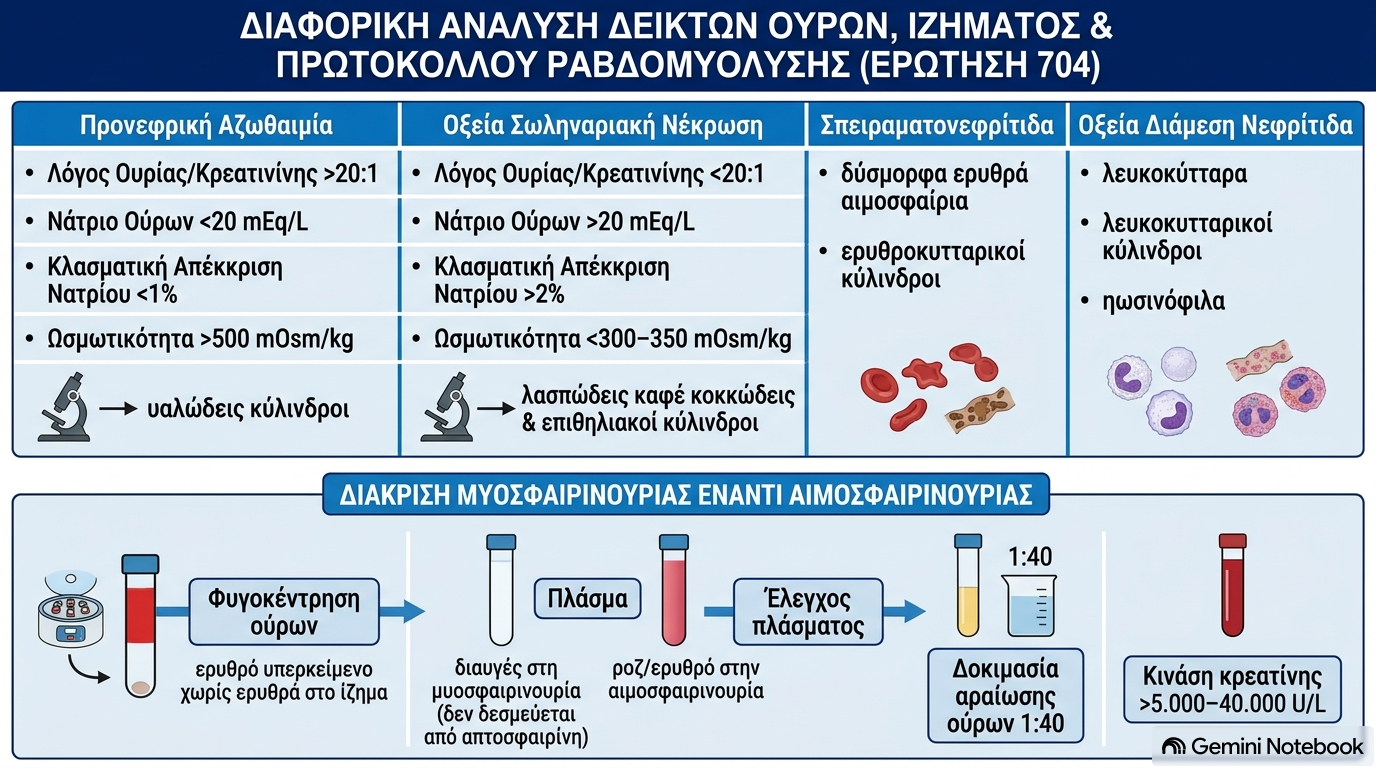 ΔΙΑΦΟΡΙΚΗ ΑΝΑΛΥΣΗ ΔΕΙΚΤΩΝ ΟΥΡΩΝ, ΙΖΗΜΑΤΟΣ &
ΠΡΩΤΟΚΟΛΛΟΥ ΡΑΒΔΟΜΥΟΛΥΣΗΣ (ΕΡΩΤΗΣΗ 704)
Προνεφρική Αζωθαιμία
• Λόγος Ουρίας/Κρεατινίνης >20:1
• Νάτριο Ούρων <20 mEq/L
• Κλασματική Απέκκριση
Νατρίου <1%
• Ωσμωτικότητα >500 mOsm/kg
υαλώδεις κύλινδροι
Οξεία Σωληναριακή Νέκρωση
• Λόγος Ουρίας/Κρεατινίνης <20:1
• Νάτριο Ούρων >20 mEq/L
• Κλασματική Απέκκριση
Νατρίου >2%
• Ωσμωτικότητα <300–350 mOsm/kg
λασπώδεις καφέ κοκκώδεις
& επιθηλιακοί κύλινδροι
Σπειραματονεφρίτιδα
• δύσμορφα ερυθρά
αιμοσφαίρια
• ερυθροκυτταρικοί
κύλινδροι
Οξεία Διάμεση Νεφρίτιδα
• λευκοκύτταρα
• λευκοκυτταρικοί
κύλινδροι
• ηωσινόφιλα
ΔΙΑΚΡΙΣΗ ΜΥΟΣΦΑΙΡΙΝΟΥΡΙΑΣ ΕΝΑΝΤΙ ΑΙΜΟΣΦΑΙΡΙΝΟΥΡΙΑΣ
Φυγοκέντρηση
ούρων
ερυθρό υπερκείμενο
χωρίς ερυθρά στο ίζημα
Πλάσμα
διαυγές στη
μυοσφαιρινουρία
(δεν δεσμεύεται
από απτοσφαιρίνη)
ροζ/ερυθρό στην
αιμοσφαιρινουρία
Έλεγχος
πλάσματος
1:40
Δοκιμασία
αραίωσης
ούρων 1:40
Κινάση κρεατίνης
>5.000–40.000 U/L
Gemini Notebook